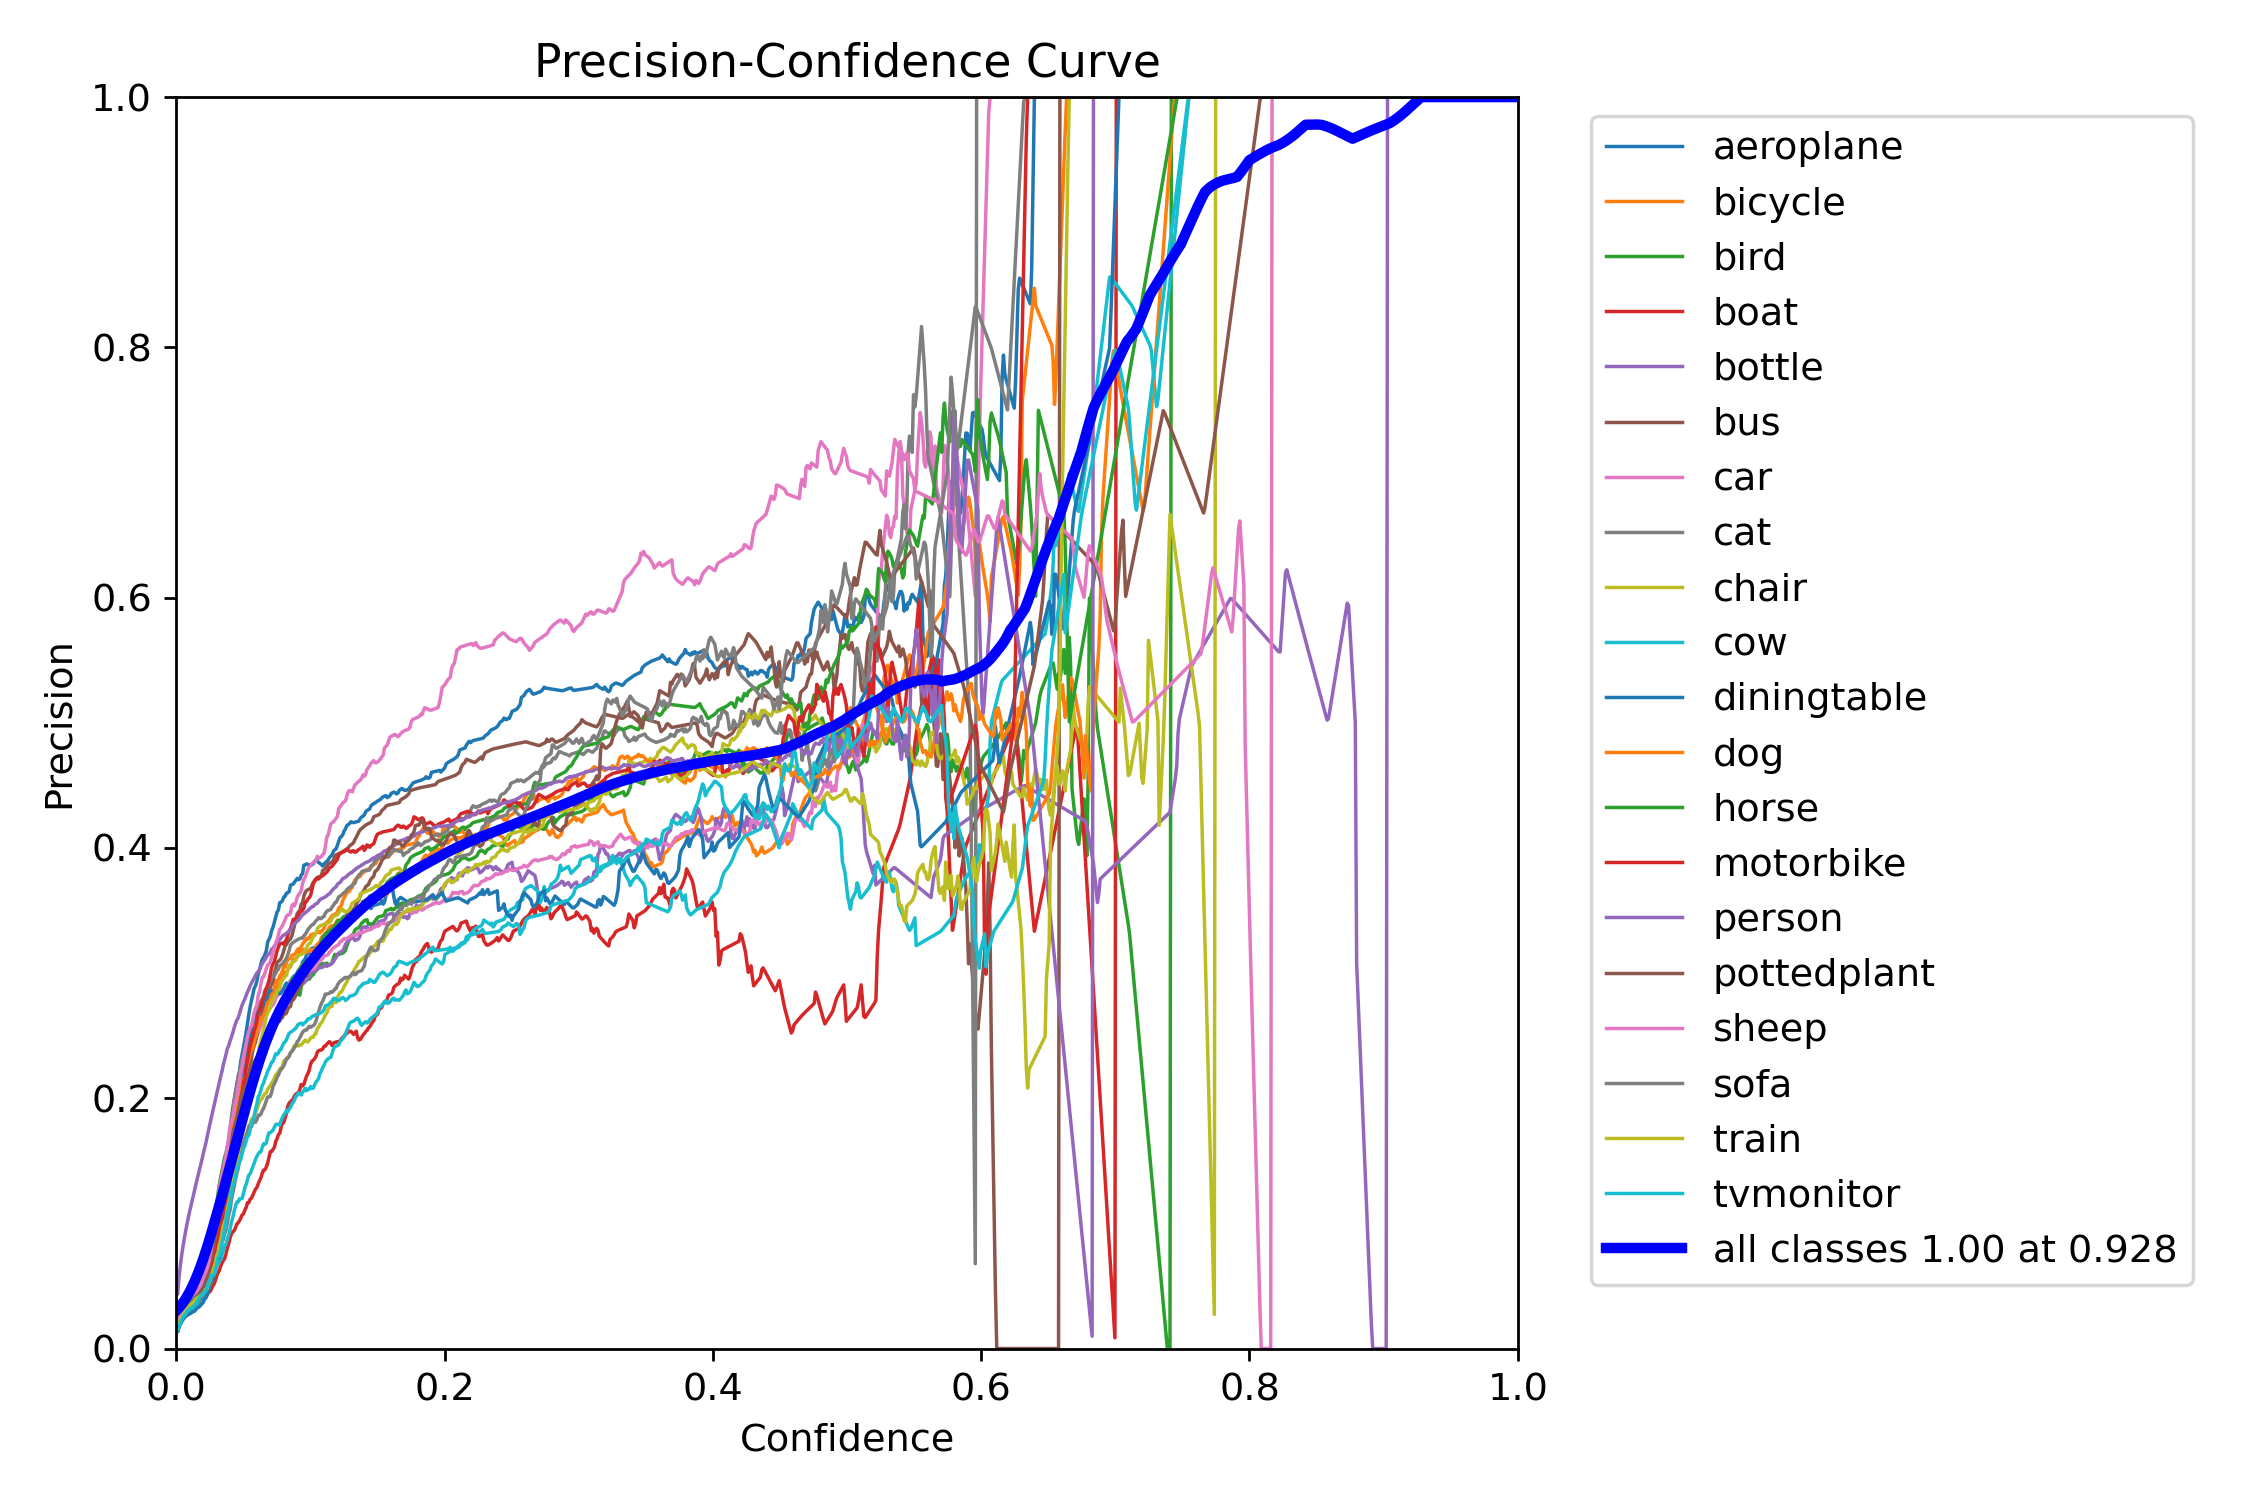 Precision-Confidence Curve
1.0
0.8
0.6
0.4
0.2
0.0
Precision
0.0 0.2 0.4 0.6 0.8 1.0
Confidence
aeroplane
bicycle
bird
boat
bottle
bus
car
cat
chair
cow
diningtable
dog
horse
motorbike
person
pottedplant
sheep
sofa
train
tvmonitor
all classes 1.00 at 0.928